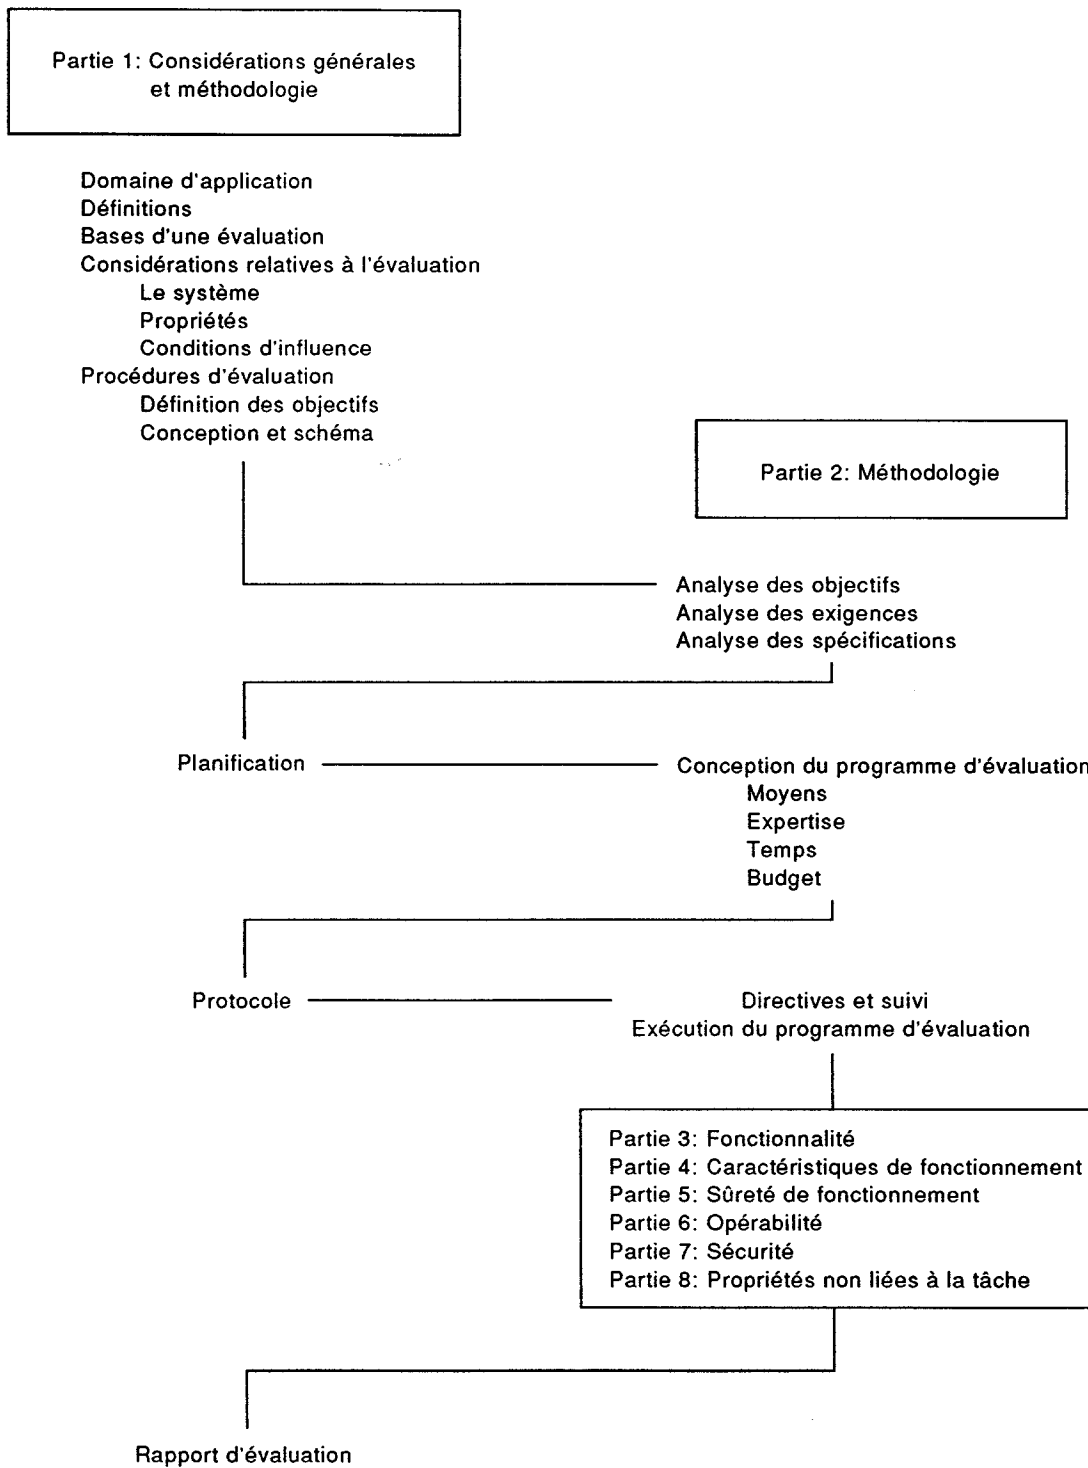 Partie 1: Considérations générales
et méthodologie
Domaine d'application
Définitions
Bases d'une évaluation
Considérations relatives à l'évaluation
Le système
Propriétés
Conditions d'influence
Procédures d'évaluation
Définition des objectifs
Conception et schéma
Partie 2: Méthodologie
Analyse des objectifs
Analyse des exigences
Analyse des spécifications
Planification
Conception du programme d'évaluation
Moyens
Expertise
Temps
Budget
Protocole
Directives et suivi
Exécution du programme d'évaluation
Partie 3: Fonctionnalité
Partie 4: Caractéristiques de fonctionnement
Partie 5: Sûreté de fonctionnement
Partie 6: Opérabilité
Partie 7: Sécurité
Partie 8: Propriétés non liées à la tâche
Rapport d'évaluation